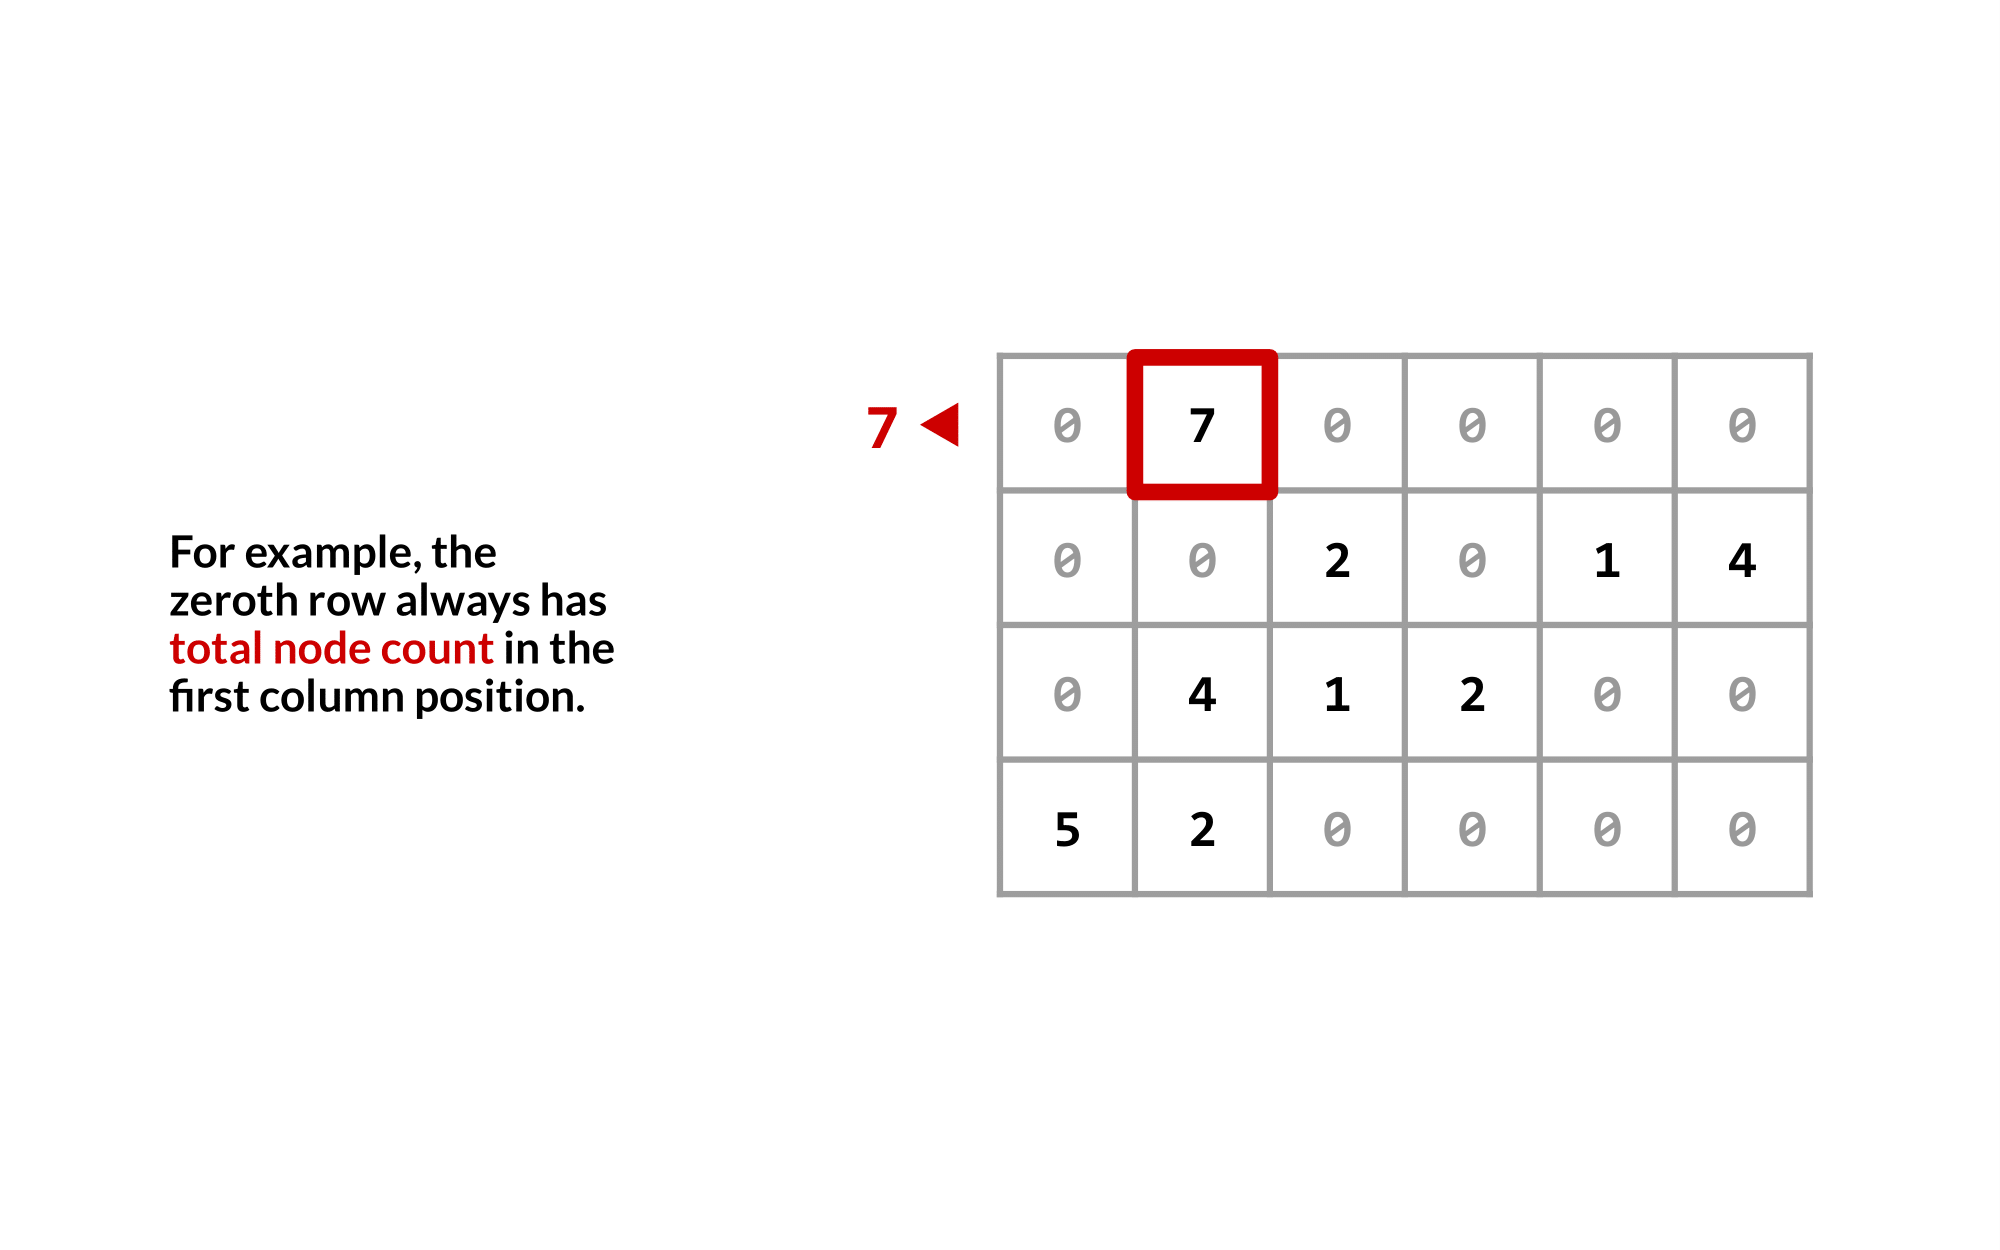 For example, the
zeroth row always has
total node count in the
first column position.
7
0 7 0 0 0 0
0 0 2 0 1 4
0 4 1 2 0 0
5 2 0 0 0 0